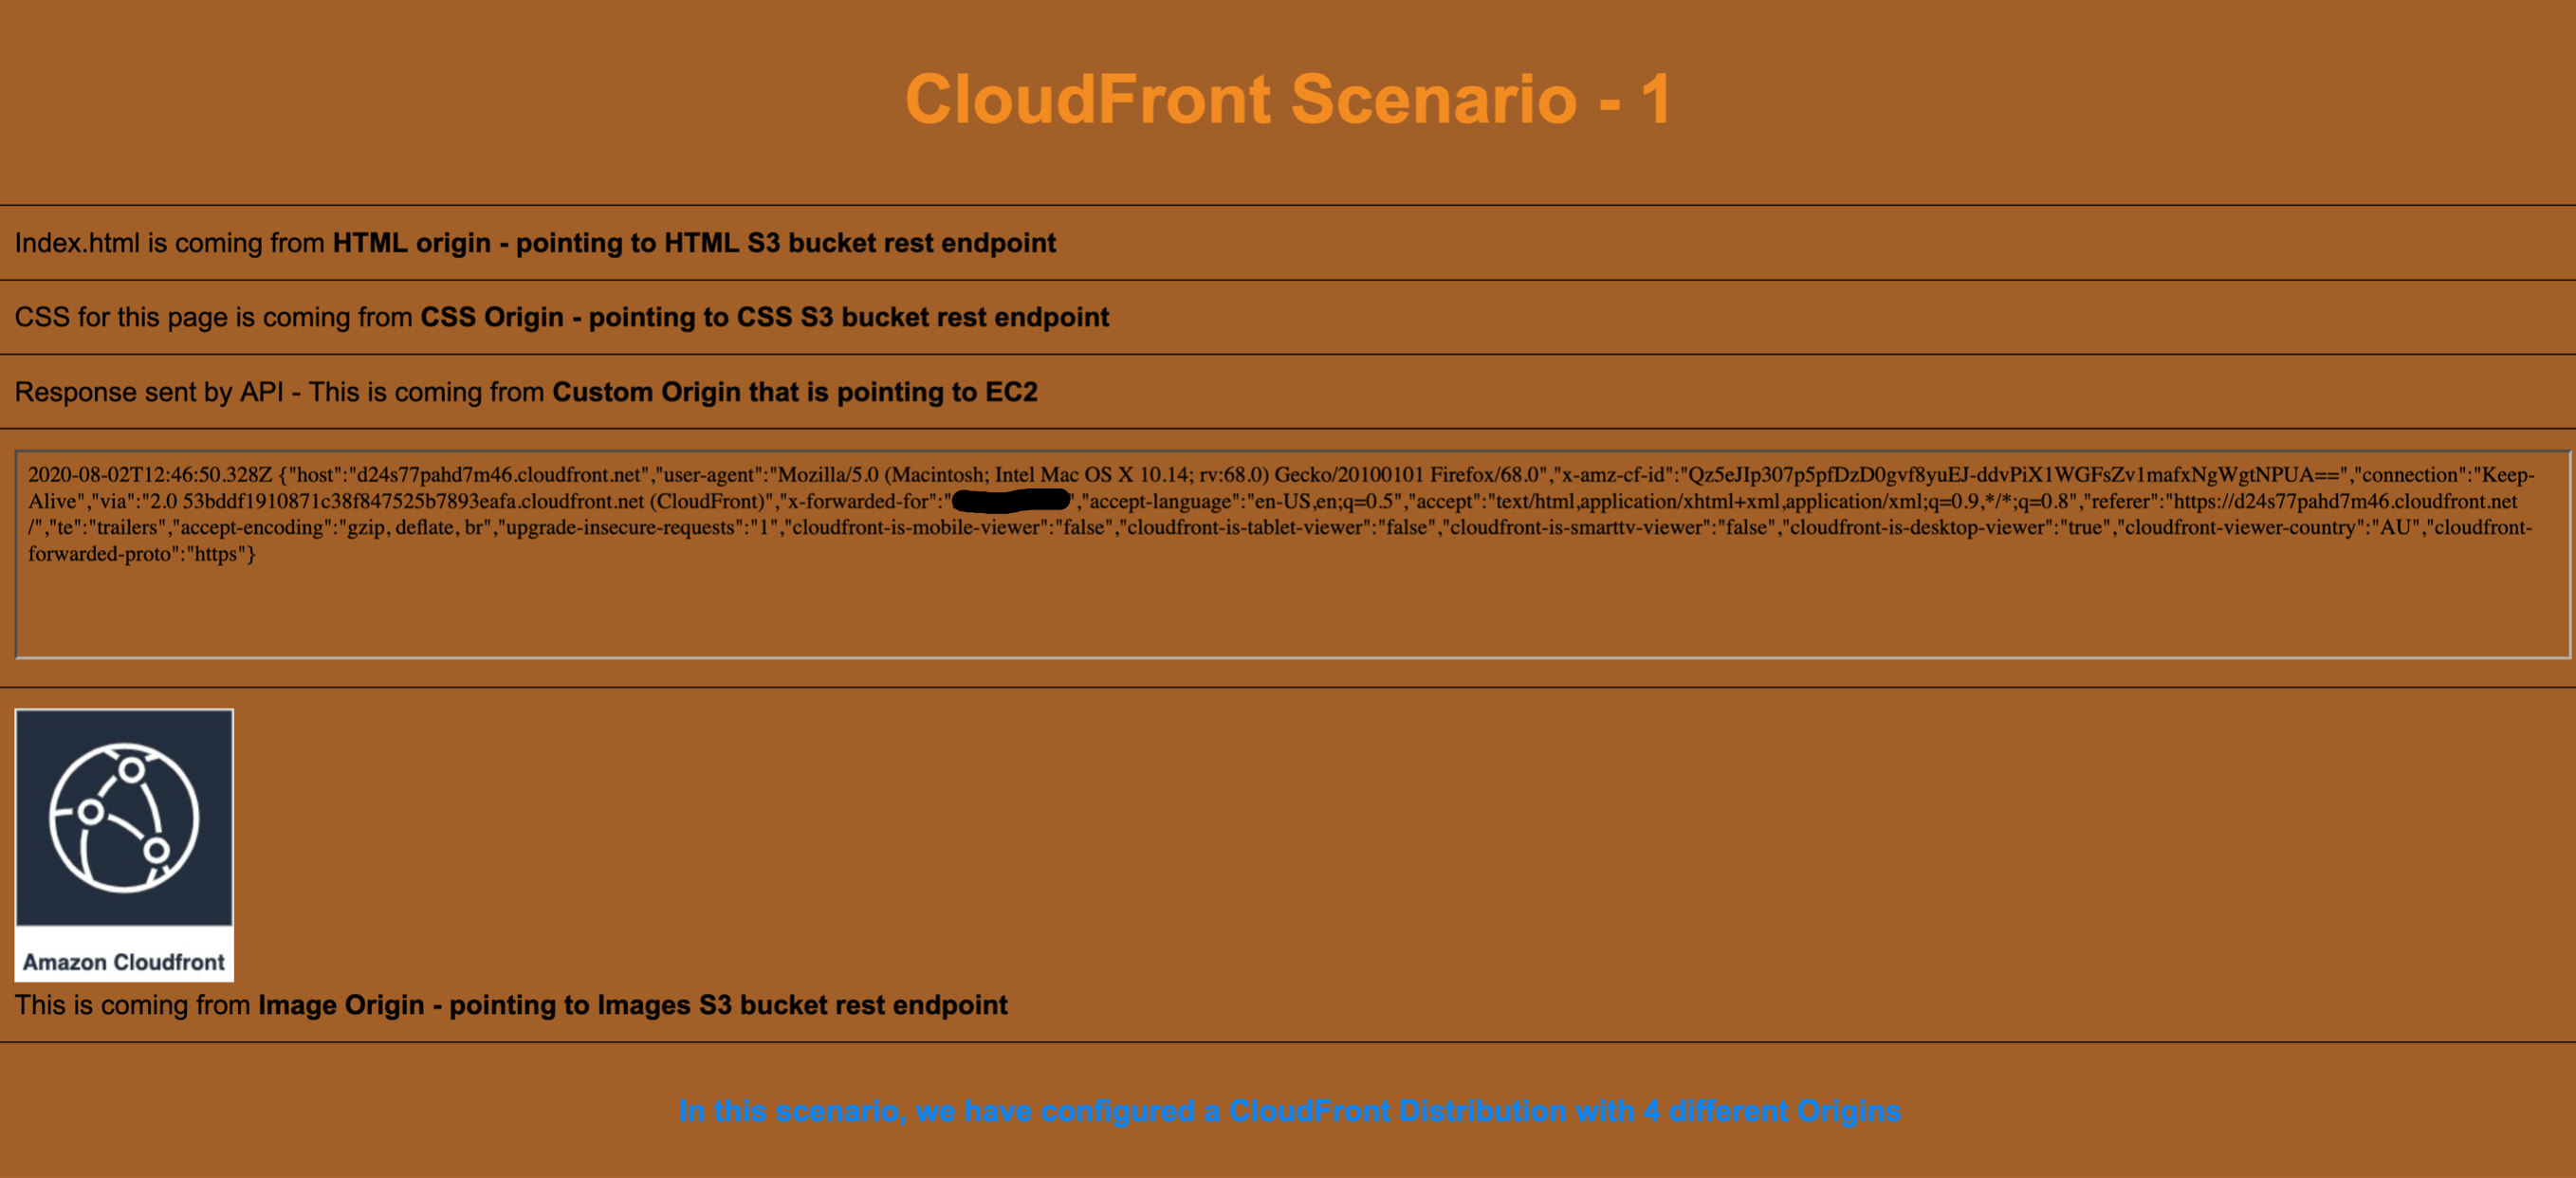 CloudFront Scenario - 1
Index.html is coming from HTML origin - pointing to HTML S3 bucket rest endpoint
CSS for this page is coming from CSS Origin - pointing to CSS S3 bucket rest endpoint
Response sent by API - This is coming from Custom Origin that is pointing to EC2
2020-08-02T12:46:50.328Z {"host":"d24s77pahd7m46.cloudfront.net","user-agent":"Mozilla/5.0 (Macintosh; Intel Mac OS X 10.14; rv:68.0) Gecko/20100101 Firefox/68.0","x-amz-cf-id":"Qz5eJIp307p5pfDzD0gvf8yuEJ-ddvPiX1WGFsZv1mafxNgWgtNPUA==","connection":"Keep-
Alive","via":"2.0 53bddf1910871c38f847525b7893eafa.cloudfront.net (CloudFront)","x-forwarded-for":"","accept-language":"en-US,en;q=0.5","accept":"text/html,application/xhtml+xml,application/xml;q=0.9,*/*;q=0.8","referer":"https://d24s77pahd7m46.cloudfront.net
/","te":"trailers","accept-encoding":"gzip, deflate, br","upgrade-insecure-requests":"1","cloudfront-is-mobile-viewer":"false","cloudfront-is-tablet-viewer":"false","cloudfront-is-smarttv-viewer":"false","cloudfront-is-desktop-viewer":"true","cloudfront-viewer-country":"AU","cloudfront-
forwarded-proto":"https"}
Amazon Cloudfront
This is coming from Image Origin - pointing to Images S3 bucket rest endpoint
In this scenario, we have configured a CloudFront Distribution with 4 different Origins